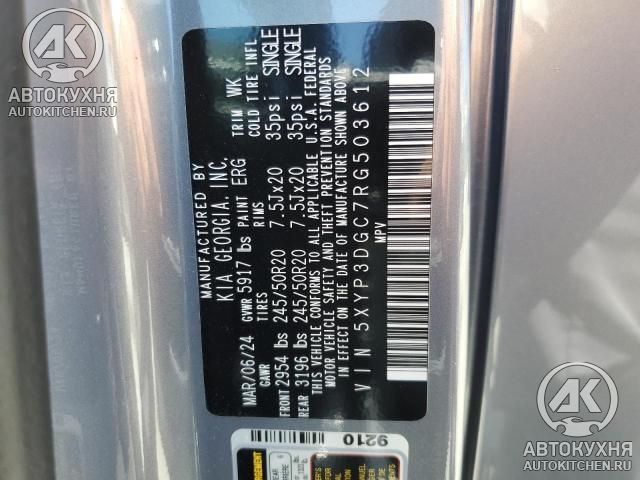 АВТОКУХНЯ
AUTOKITCHEN.RU
MANUFACTURED BY
KIA GEORGIA, INC.
MAR/06/24 GVWR 5917 lbs PAINT ERG TRIM WK
GAWR TIRES RIMS COLD TIRE INFL
FRONT 2954 lbs 245/50R20 7.5Jx20 35psi SINGLE
REAR 3196 lbs 245/50R20 7.5Jx20 35psi SINGLE
THIS VEHICLE CONFORMS TO ALL APPLICABLE U.S.A. FEDERAL
MOTOR VEHICLE SAFETY AND THEFT PREVENTION STANDARDS
IN EFFECT ON THE DATE OF MANUFACTURE SHOWN ABOVE
VIN 5XYP3DGC7RG503612
MPV
9210
АВТОКУХНЯ
AUTOKITCHEN.RU